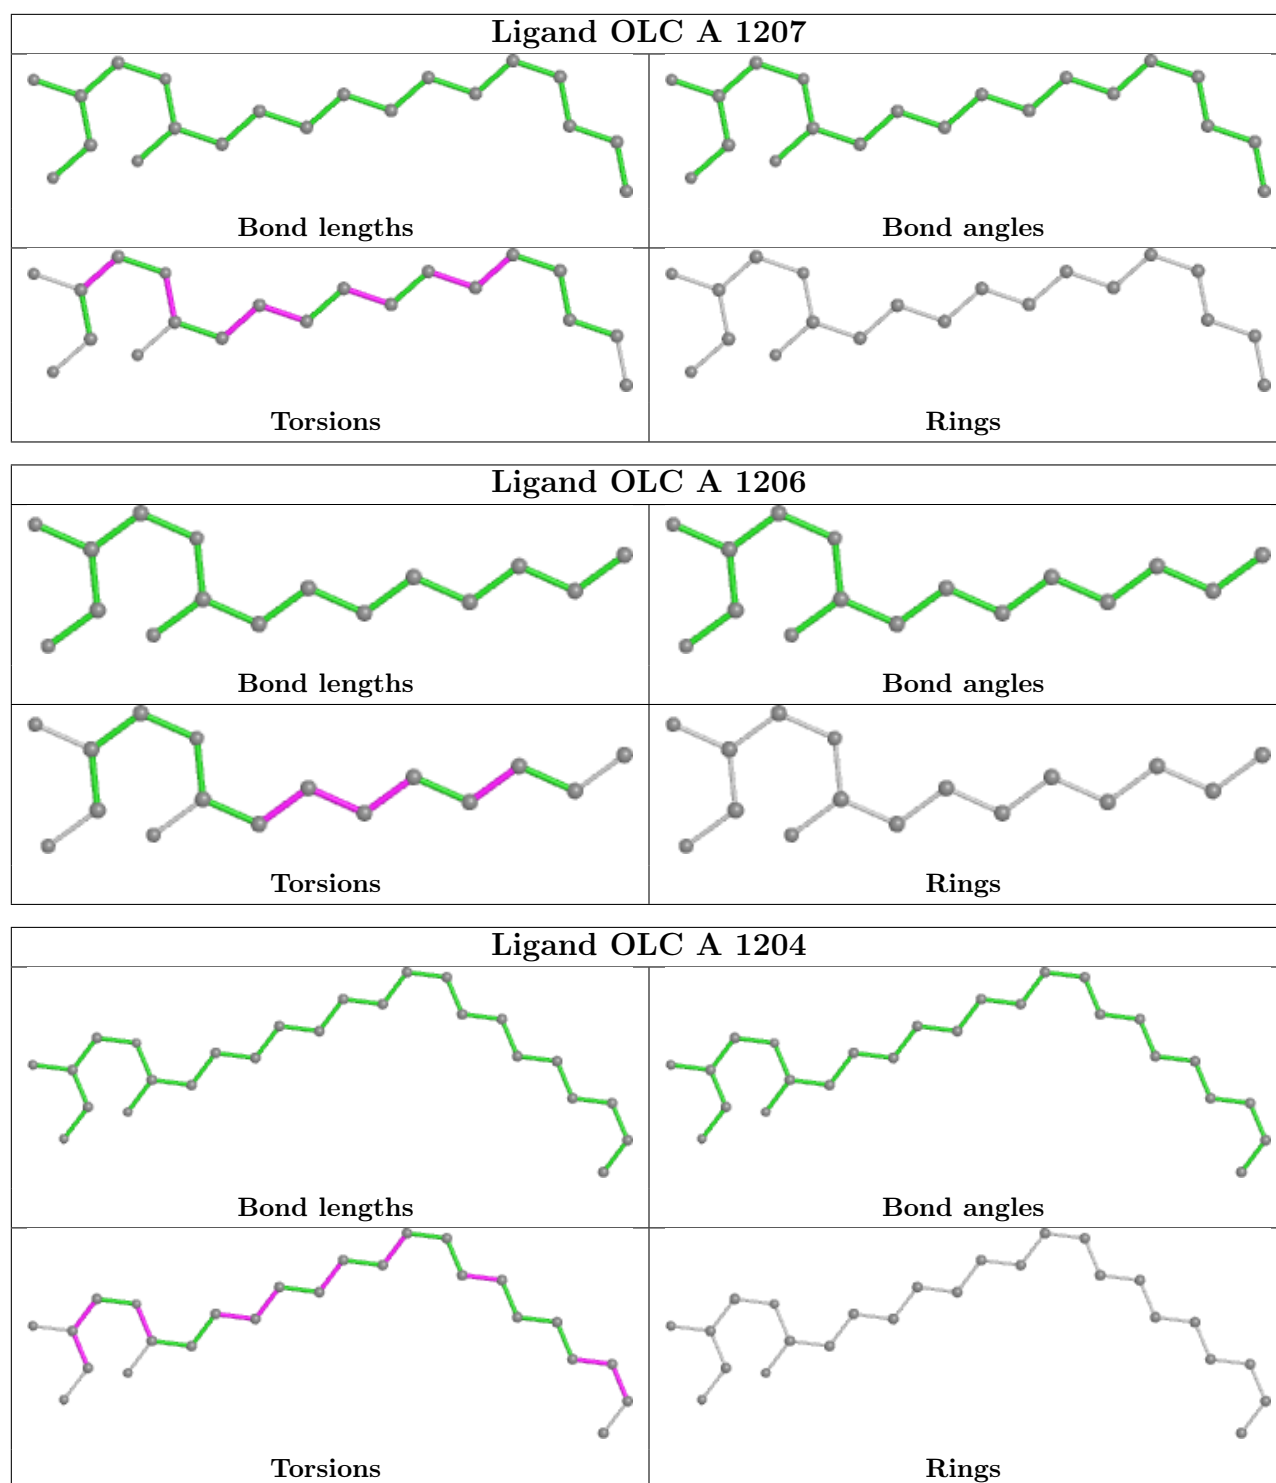 Ligand OLC A 1207
Bond lengths
Bond angles
Torsions
Rings
Ligand OLC A 1206
Bond lengths
Bond angles
Torsions
Rings
Ligand OLC A 1204
Bond lengths
Bond angles
Torsions
Rings